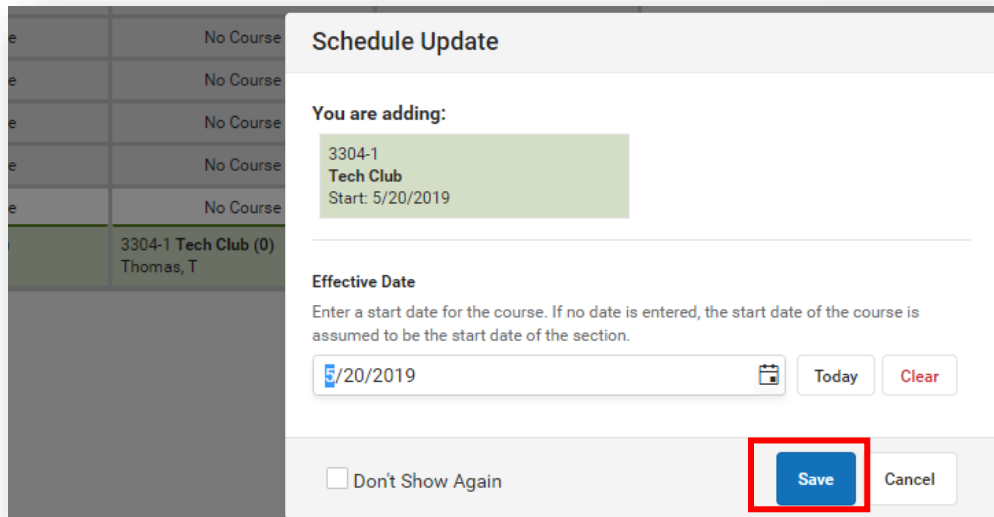 Schedule Update
e No Course
e No Course
e No Course
e No Course
e No Course
3304-1 Tech Club (0)
Thomas, T
You are adding:
3304-1
Tech Club
Start: 5/20/2019
Effective Date
Enter a start date for the course. If no date is entered, the start date of the course is
assumed to be the start date of the section.
5/20/2019 Today Clear
Don't Show Again Save Cancel